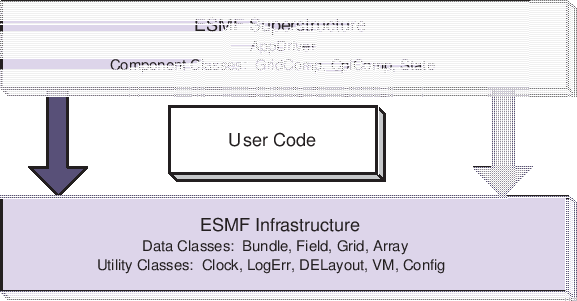 ESMF Superstructure
AppDriver
Component Classes: GridComp, CplComp, State
User Code
ESMF Infrastructure
Data Classes: Bundle, Field, Grid, Array
Utility Classes: Clock, LogErr, DELayout, VM, Config